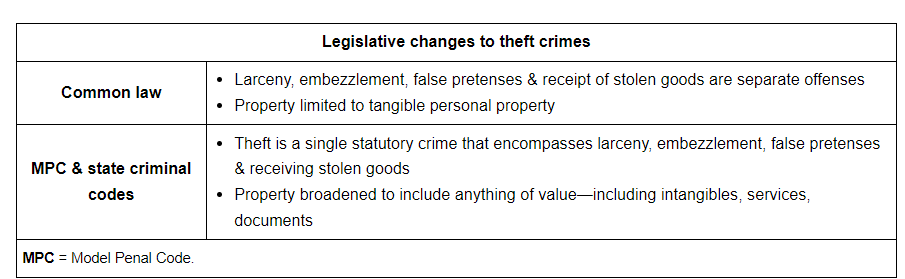 Legislative changes to theft crimes
Common law
• Larceny, embezzlement, false pretenses & receipt of stolen goods are separate offenses
• Property limited to tangible personal property
MPC & state criminal
codes
• Theft is a single statutory crime that encompasses larceny, embezzlement, false pretenses
& receiving stolen goods
• Property broadened to include anything of value—including intangibles, services,
documents
MPC = Model Penal Code.